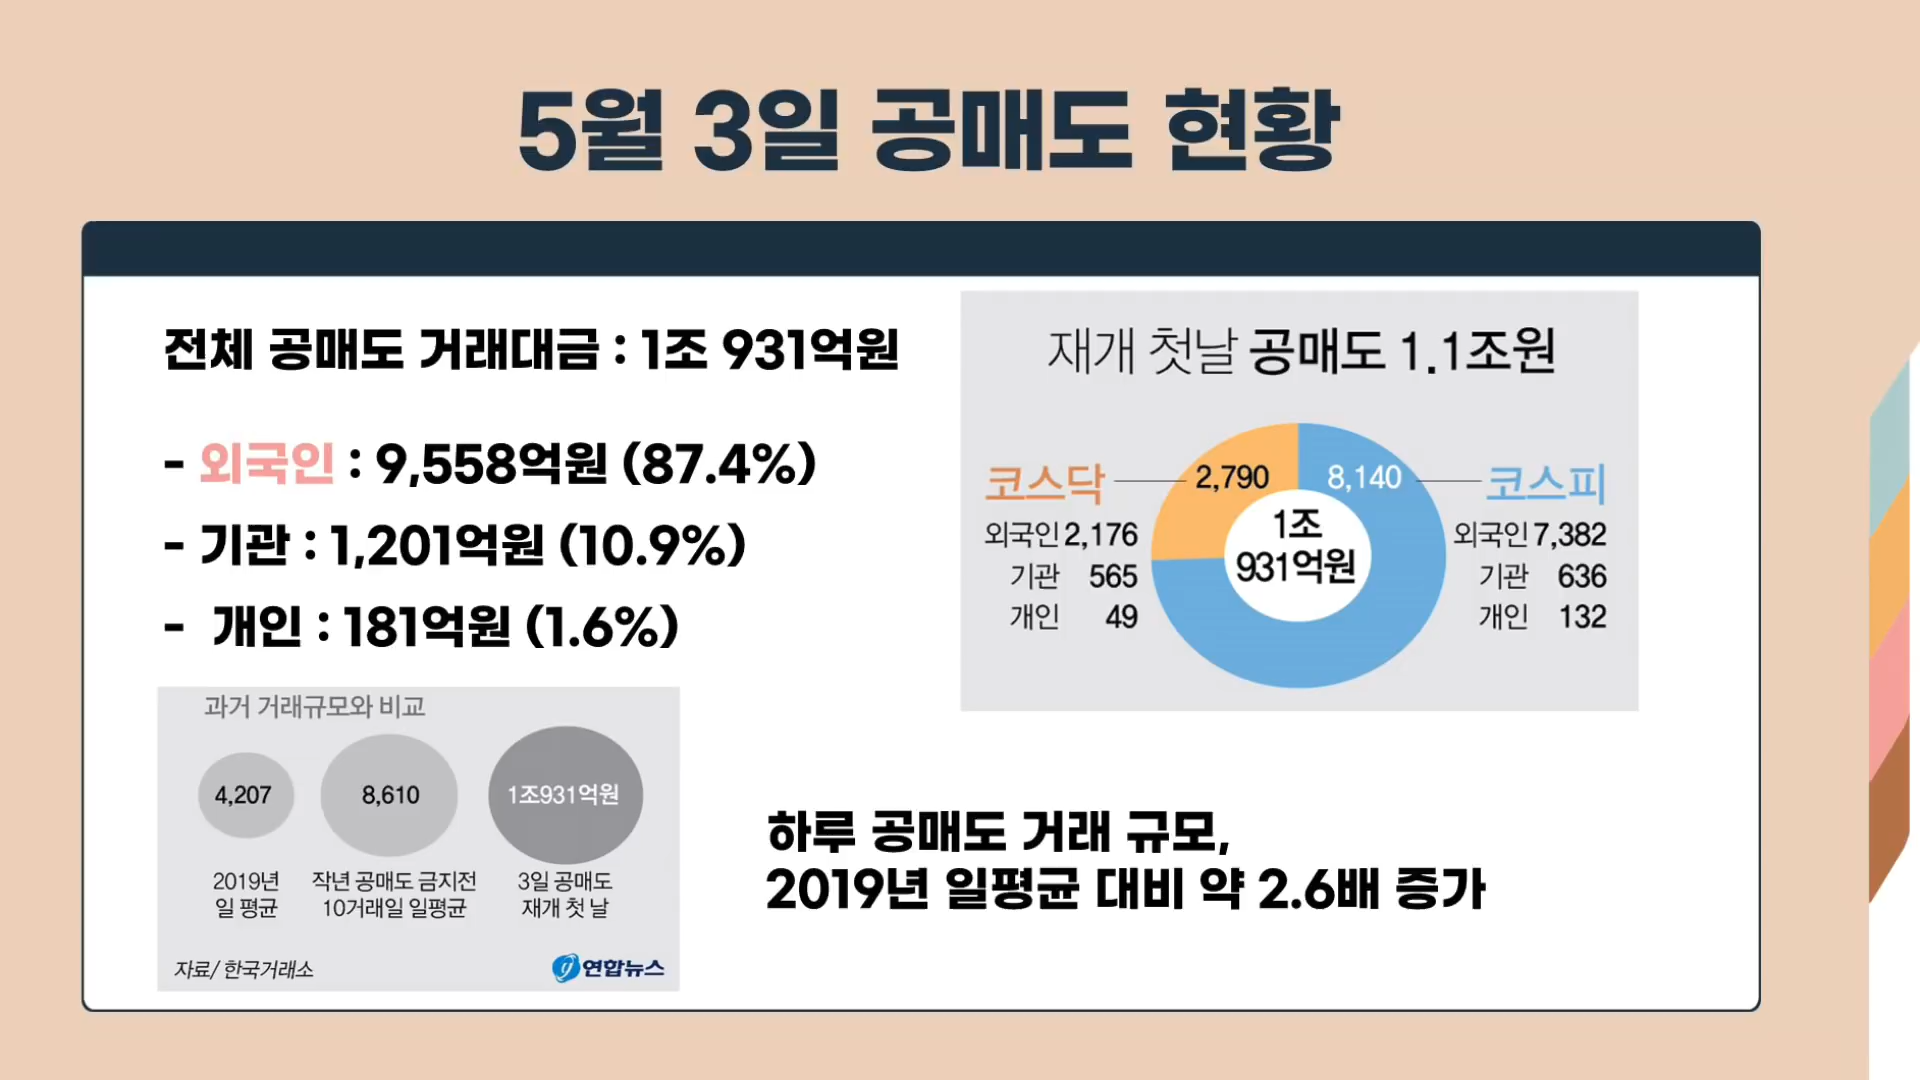 5월 3일 공매도 현황
전체 공매도 거래대금 : 1조 931억원
- 외국인 : 9,558억원 (87.4%)
- 기관 : 1,201억원 (10.9%)
- 개인 : 181억원 (1.6%)
재개 첫날 공매도 1.1조원
코스닥
2,790
8,140
코스피
외국인 2,176
기관 565
개인 49
1조
931억원
외국인 7,382
기관 636
개인 132
과거 거래규모와 비교
4,207
8,610
1조931억원
2019년
일 평균
작년 공매도 금지전
10거래일 일평균
3일 공매도
재개 첫 날
자료/ 한국거래소
y 연합뉴스
하루 공매도 거래 규모,
2019년 일평균 대비 약 2.6배 증가